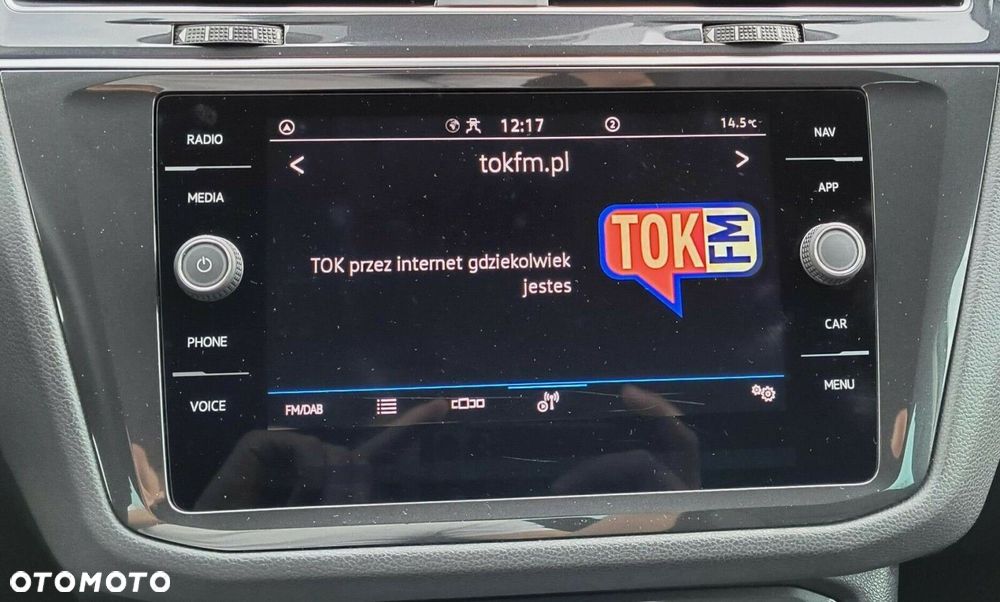 RADIO
MEDIA
PHONE
VOICE
12:17
2
14.5°C
<
tokfm.pl
>
TOK przez internet gdziekolwiek
jestes
TOK FM
FM/DAB
NAV
APP
CAR
MENU
OTOMOTO